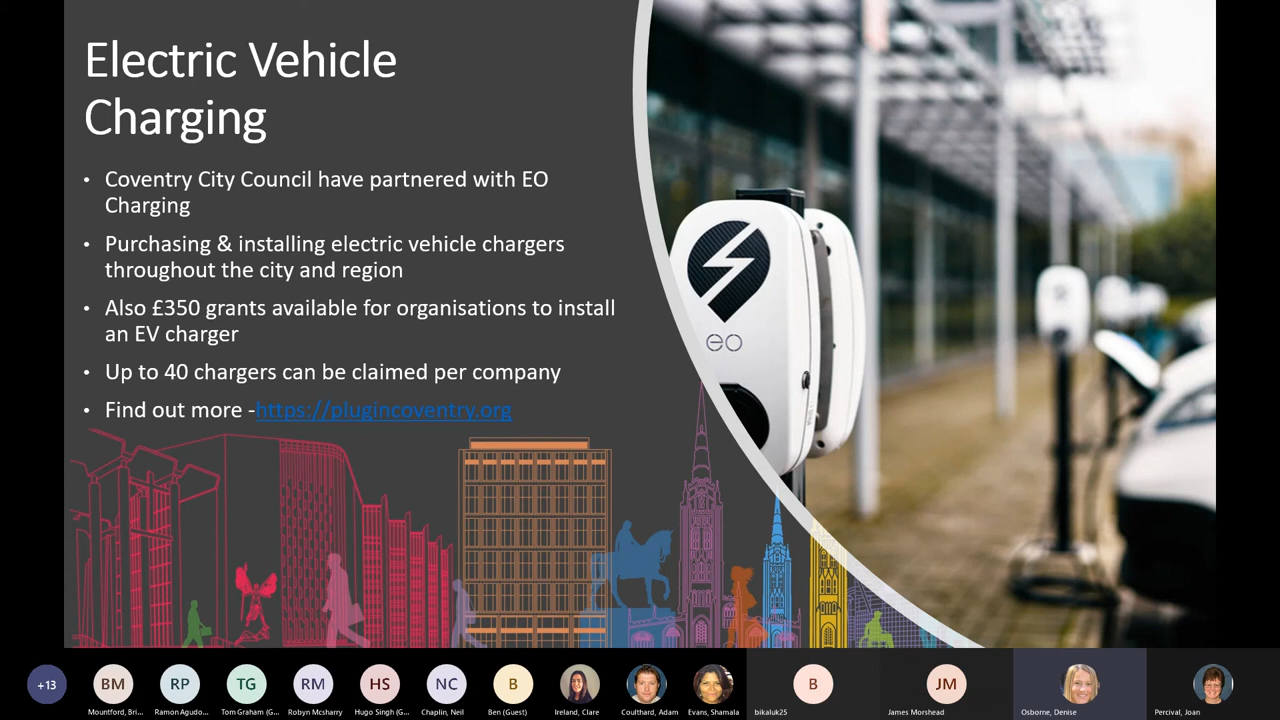 Electric Vehicle
Charging
• Coventry City Council have partnered with EO
Charging
• Purchasing & installing electric vehicle chargers
throughout the city and region
• Also £350 grants available for organisations to install
an EV charger
• Up to 40 chargers can be claimed per company
• Find out more -https://plugincoventry.org
eo
+13
BM
RP
TG
RM
HS
NC
B
B
JM
Mountford, Bri...
Ramon Agudo...
Tom Graham (G...
Robyn Mcsharry
Hugo Singh (G...
Chaplin, Neil
Ben (Guest)
Ireland, Clare
Coulthard, Adam
Evans, Shamala
bikaluk25
James Morshead
Osborne, Denise
Percival, Joan